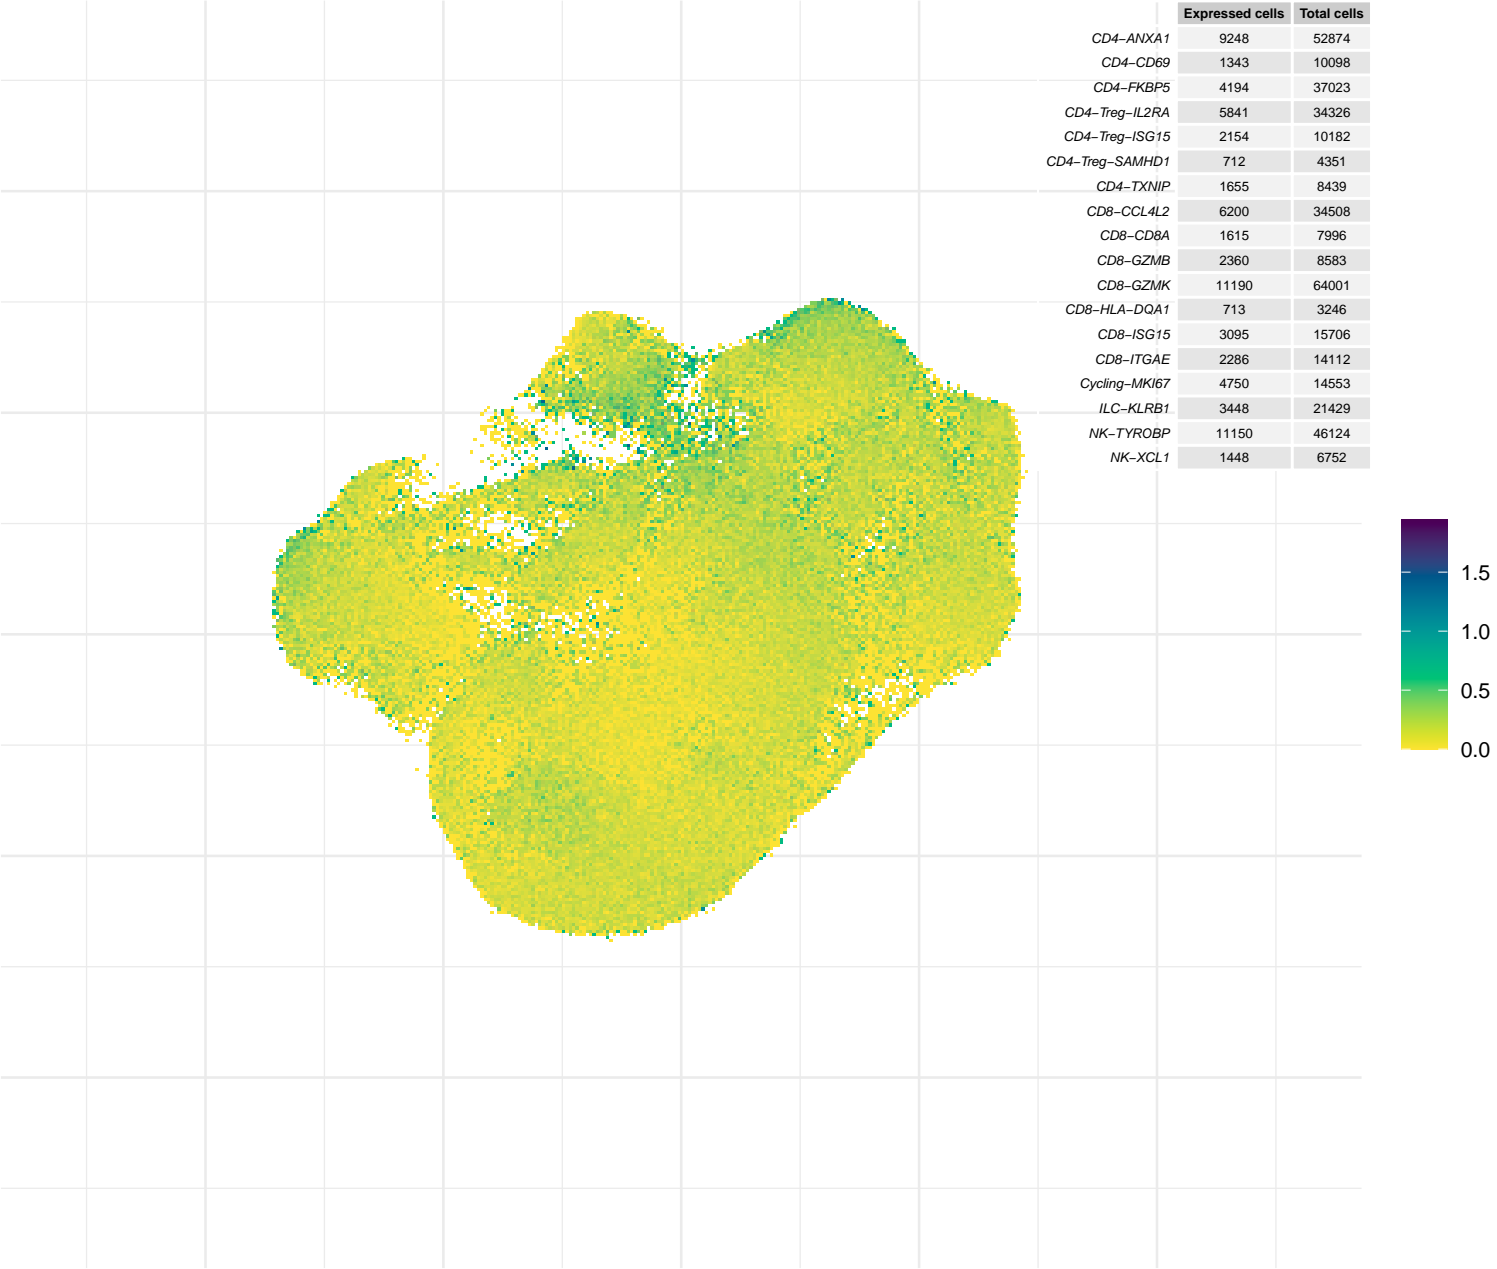 Expressed cells Total cells
CD4−ANXA1 9248 52874
CD4−CD69 1343 10098
CD4−FKBP5 4194 37023
CD4−Treg−IL2RA 5841 34326
CD4−Treg−ISG15 2154 10182
CD4−Treg−SAMHD1 712 4351
CD4−TXNIP 1655 8439
CD8−CCL4L2 6200 34508
CD8−CD8A 1615 7996
CD8−GZMB 2360 8583
CD8−GZMK 11190 64001
CD8−HLA−DQA1 713 3246
CD8−ISG15 3095 15706
CD8−ITGAE 2286 14112
Cycling−MKI67 4750 14553
ILC−KLRB1 3448 21429
NK−TYROBP 11150 46124
NK−XCL1 1448 6752
1.5
1.0
0.5
0.0